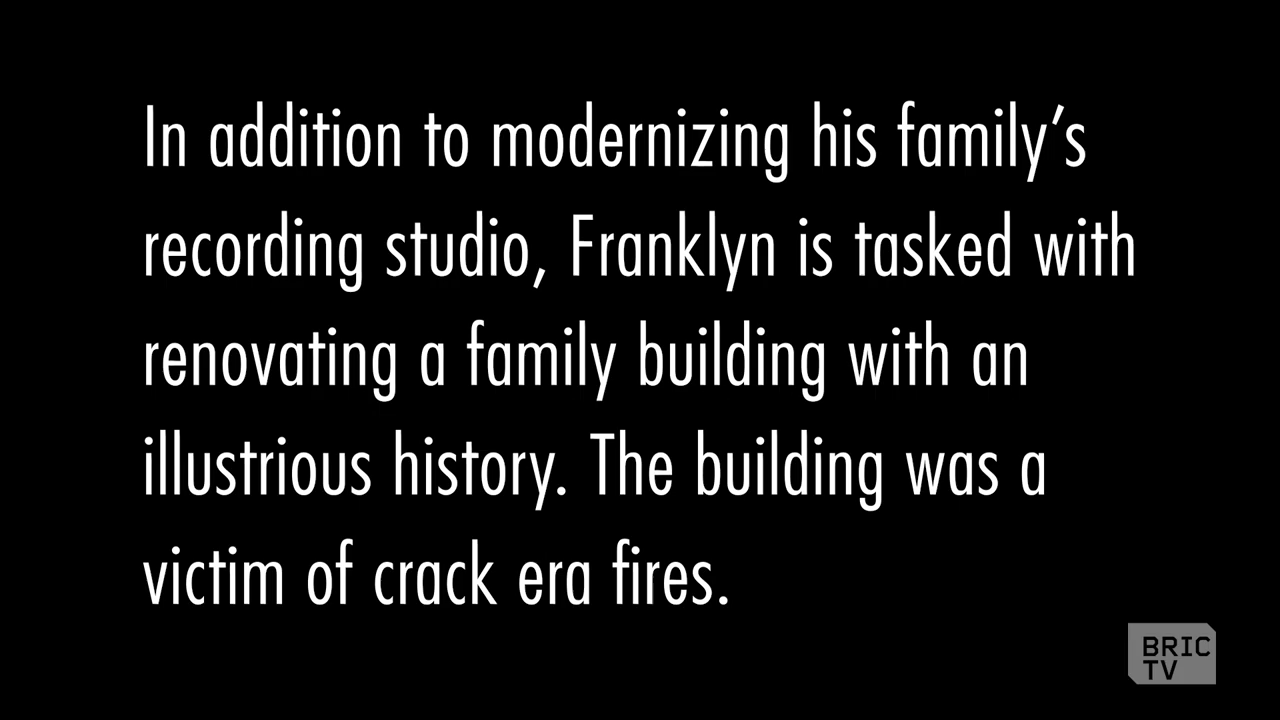 In addition to modernizing his family’s
recording studio, Franklyn is tasked with
renovating a family building with an
illustrious history. The building was a
victim of crack era fires.
BRIC
TV